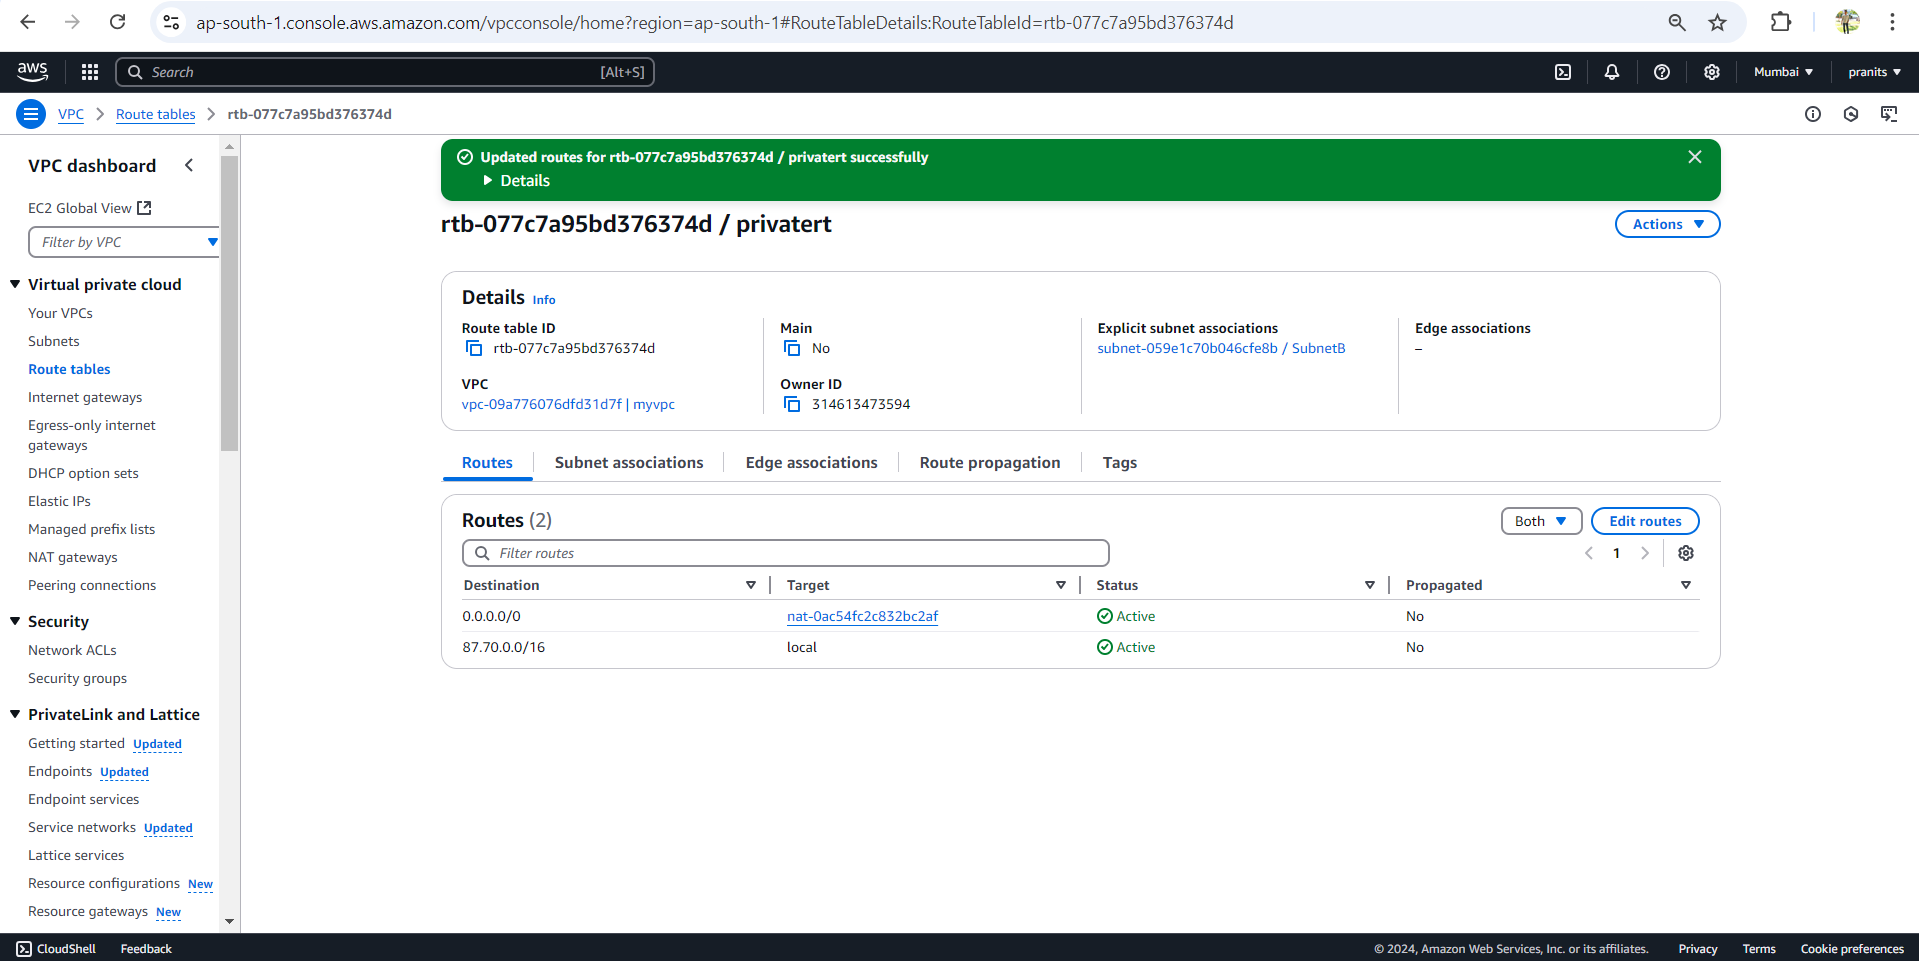 ap-south-1.console.aws.amazon.com/vpcconsole/home?region=ap-south-1#RouteTableDetails:RouteTableId=rtb-077c7a95bd376374d
aws
Search
[Alt+S]
Mumbai
pranits
VPC
Route tables
rtb-077c7a95bd376374d
VPC dashboard
EC2 Global View
Filter by VPC
Virtual private cloud
Your VPCs
Subnets
Route tables
Internet gateways
Egress-only internet
gateways
DHCP option sets
Elastic IPs
Managed prefix lists
NAT gateways
Peering connections
Security
Network ACLs
Security groups
PrivateLink and Lattice
Getting started Updated
Endpoints Updated
Endpoint services
Service networks Updated
Lattice services
Resource configurations New
Resource gateways New
Updated routes for rtb-077c7a95bd376374d / privatert successfully
Details
rtb-077c7a95bd376374d / privatert
Actions
Details Info
Route table ID
rtb-077c7a95bd376374d
Main
No
Explicit subnet associations
subnet-059e1c70b046cfe8b / SubnetB
Edge associations
–
VPC
vpc-09a776076dfd31d7f | myvpc
Owner ID
314613473594
Routes
Subnet associations
Edge associations
Route propagation
Tags
Routes (2)
Both
Edit routes
Filter routes
1
Destination Target Status Propagated
0.0.0.0/0 nat-0ac54fc2c832bc2af Active No
87.70.0.0/16 local Active No
CloudShell
Feedback
© 2024, Amazon Web Services, Inc. or its affiliates.
Privacy
Terms
Cookie preferences